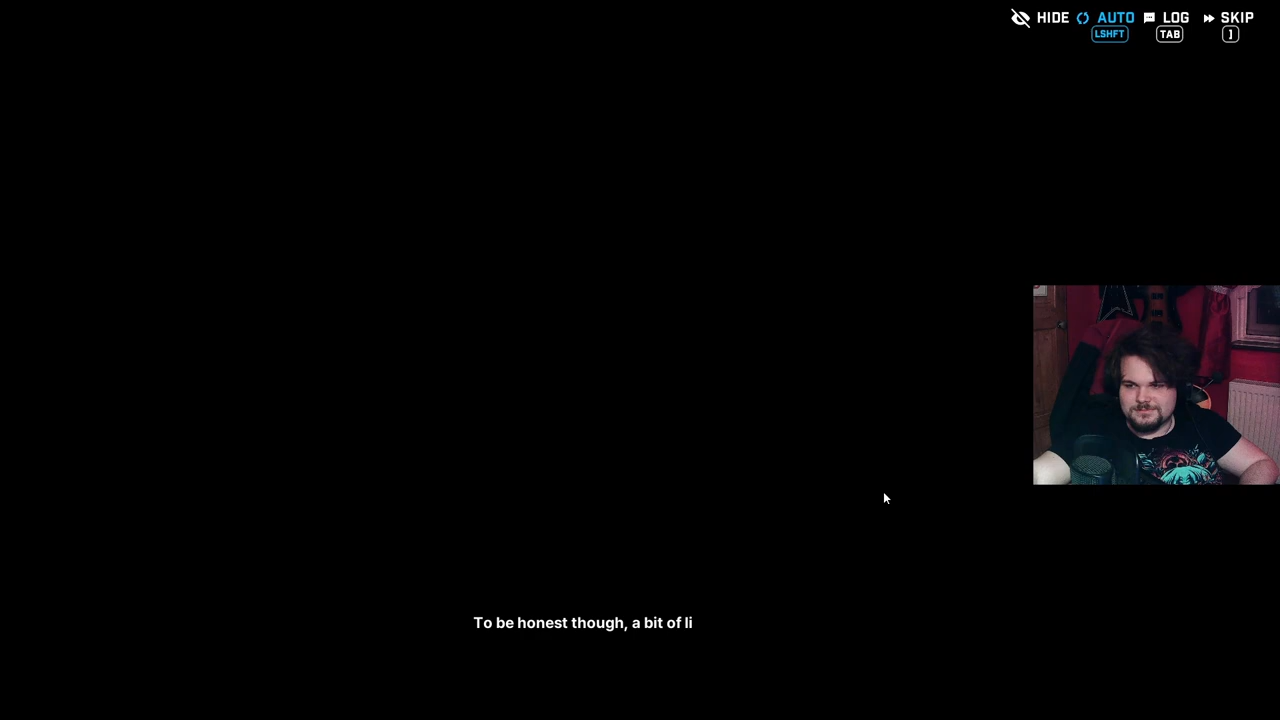 HIDE AUTO LOG SKIP
LSHFT TAB ]
To be honest though, a bit of li